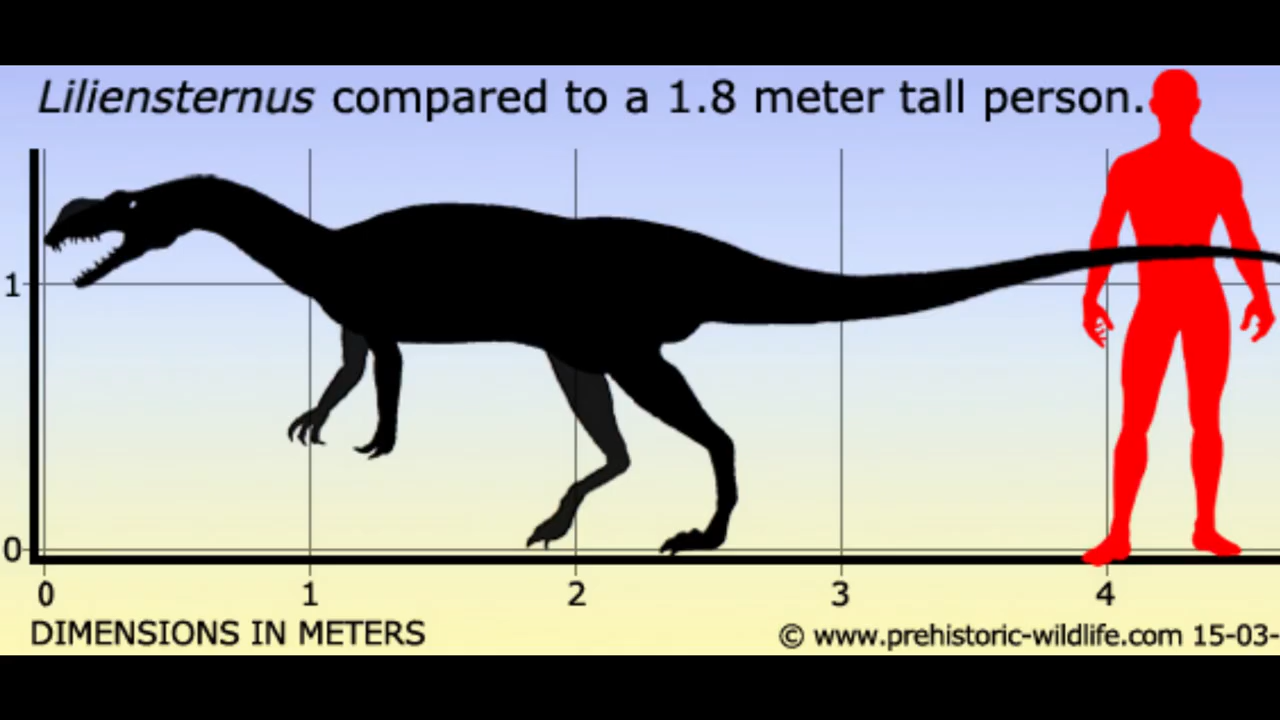 Liliensternus compared to a 1.8 meter tall person.
1
0
0 1 2 3 4
DIMENSIONS IN METERS
© www.prehistoric-wildlife.com 15-03-